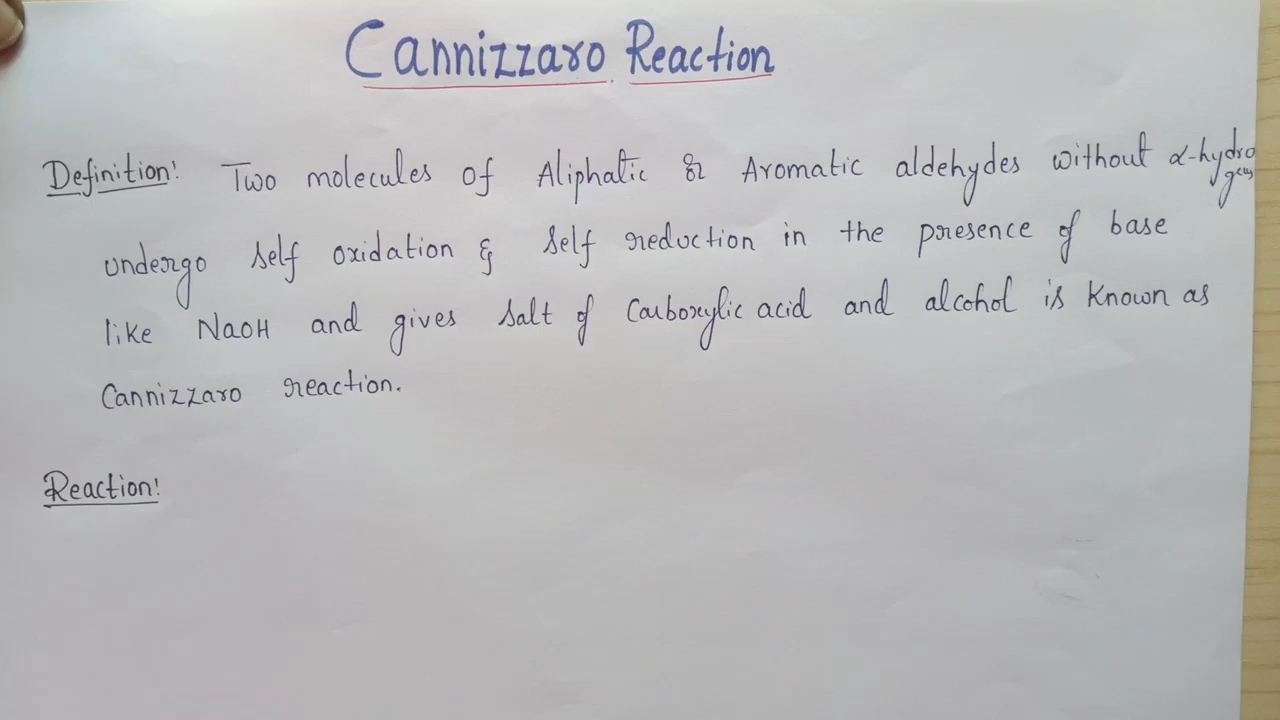 Cannizzaro Reaction
Definition: Two molecules of Aliphatic & Aromatic aldehydes without α-hydrogens
undergo self oxidation & self reduction in the presence of base
like NaOH and gives salt of Carboxylic acid and alcohol is known as
Cannizzaro reaction.
Reaction: